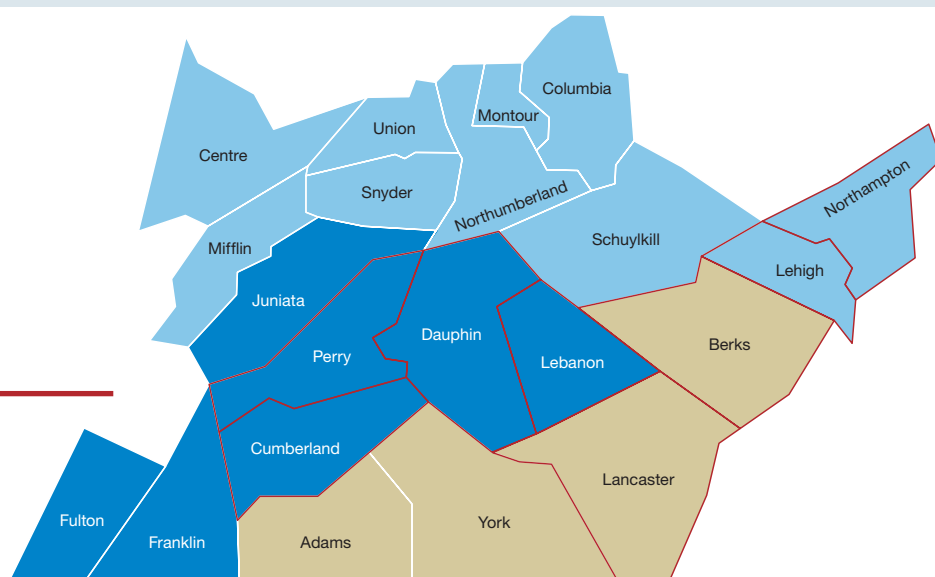 Columbia
Montour
Union
Centre
Snyder
Northampton
Northumberland
Schuylkill
Mifflin
Lehigh
Juniata
Dauphin
Berks
Perry
Lebanon
Cumberland
Lancaster
Fulton
York
Franklin
Adams